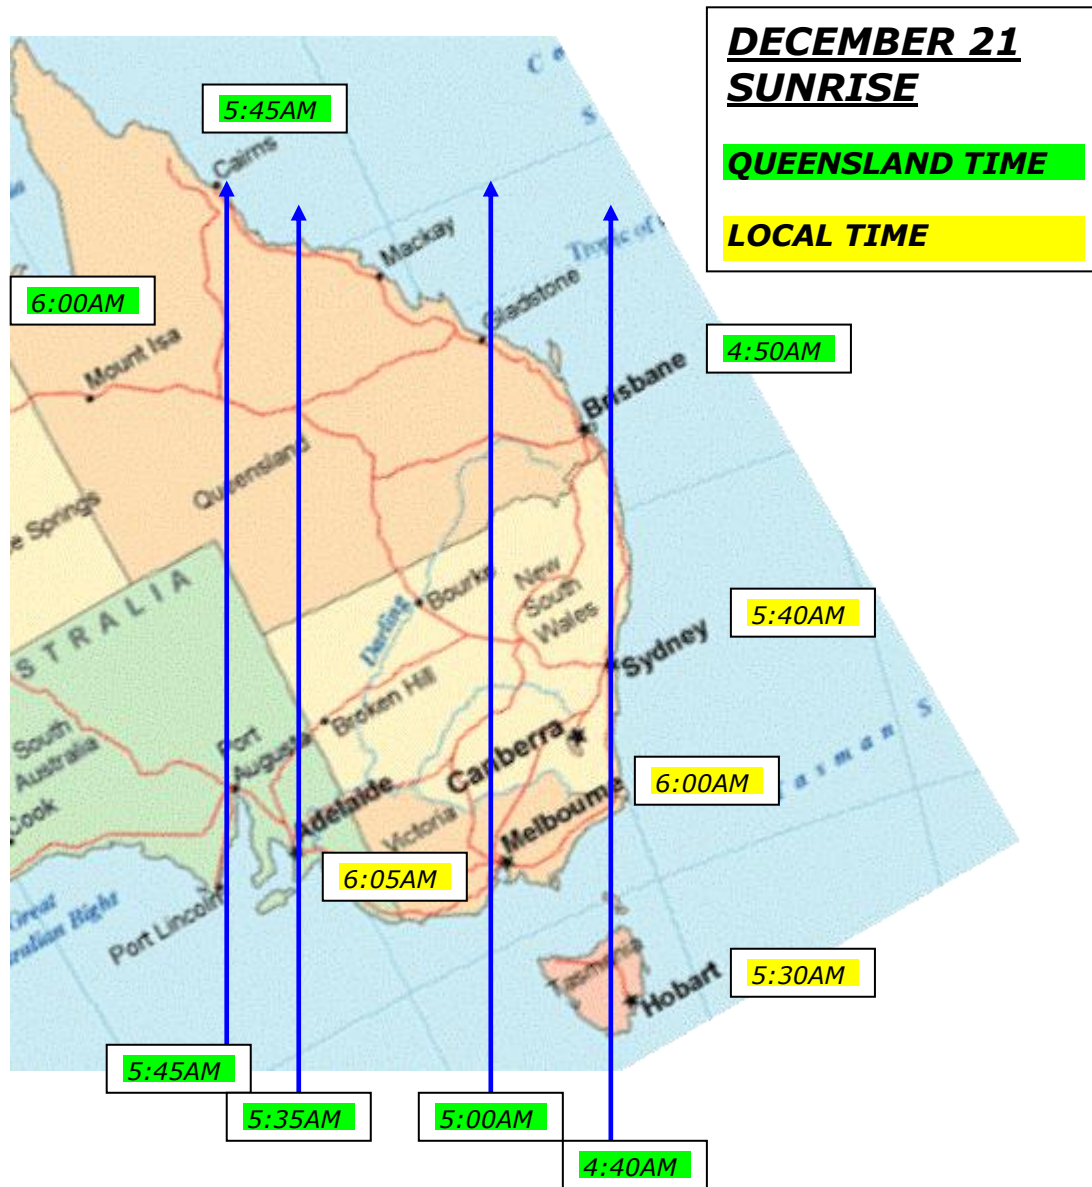 DECEMBER 21
SUNRISE
QUEENSLAND TIME
LOCAL TIME
5:45AM
Cairns
Mackay
Tropic of
Gladstone
6:00AM
Mount Isa
4:50AM
Brisbane
Queensland
Springs
STRALIA
Bourke
New
South
Wales
Darling
5:40AM
Sydney
Broken Hill
South
Australia
Port
Augusta
Canberra
Tasman S
6:00AM
Cook
Adelaide
Victoria
Melbourne
6:05AM
Great
Bight
Port Lincoln
Tasmania
5:30AM
Hobart
5:45AM
5:35AM
5:00AM
4:40AM